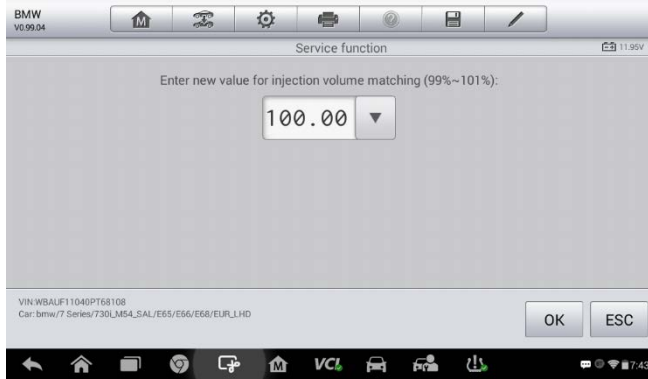 BMW
V0.99.04
Service function
11.95V
Enter new value for injection volume matching (99%~101%):
100.00
VIN:WBAUF11040PT68108
Car: bmw/7 Series/730i_M54_SAL/E65/E66/E68/EUR_LHD
OK ESC
VCI
7:43